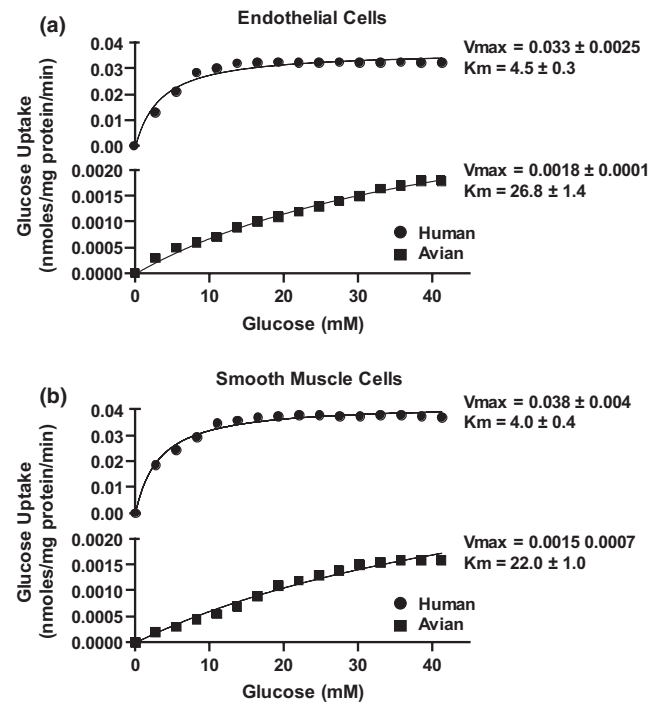 (a)
Endothelial Cells
Glucose Uptake
(nmoles/mg protein/min)
0.04
0.03
0.02
0.01
0.00
Vmax = 0.033 ± 0.0025
Km = 4.5 ± 0.3
0.0020
0.0015
0.0010
0.0005
0.0000
Vmax = 0.0018 ± 0.0001
Km = 26.8 ± 1.4
Human
Avian
0 10 20 30 40
Glucose (mM)
(b)
Smooth Muscle Cells
Glucose Uptake
(nmoles/mg protein/min)
0.04
0.03
0.02
0.01
0.00
Vmax = 0.038 ± 0.004
Km = 4.0 ± 0.4
0.0020
0.0015
0.0010
0.0005
0.0000
Vmax = 0.0015 0.0007
Km = 22.0 ± 1.0
Human
Avian
0 10 20 30 40
Glucose (mM)